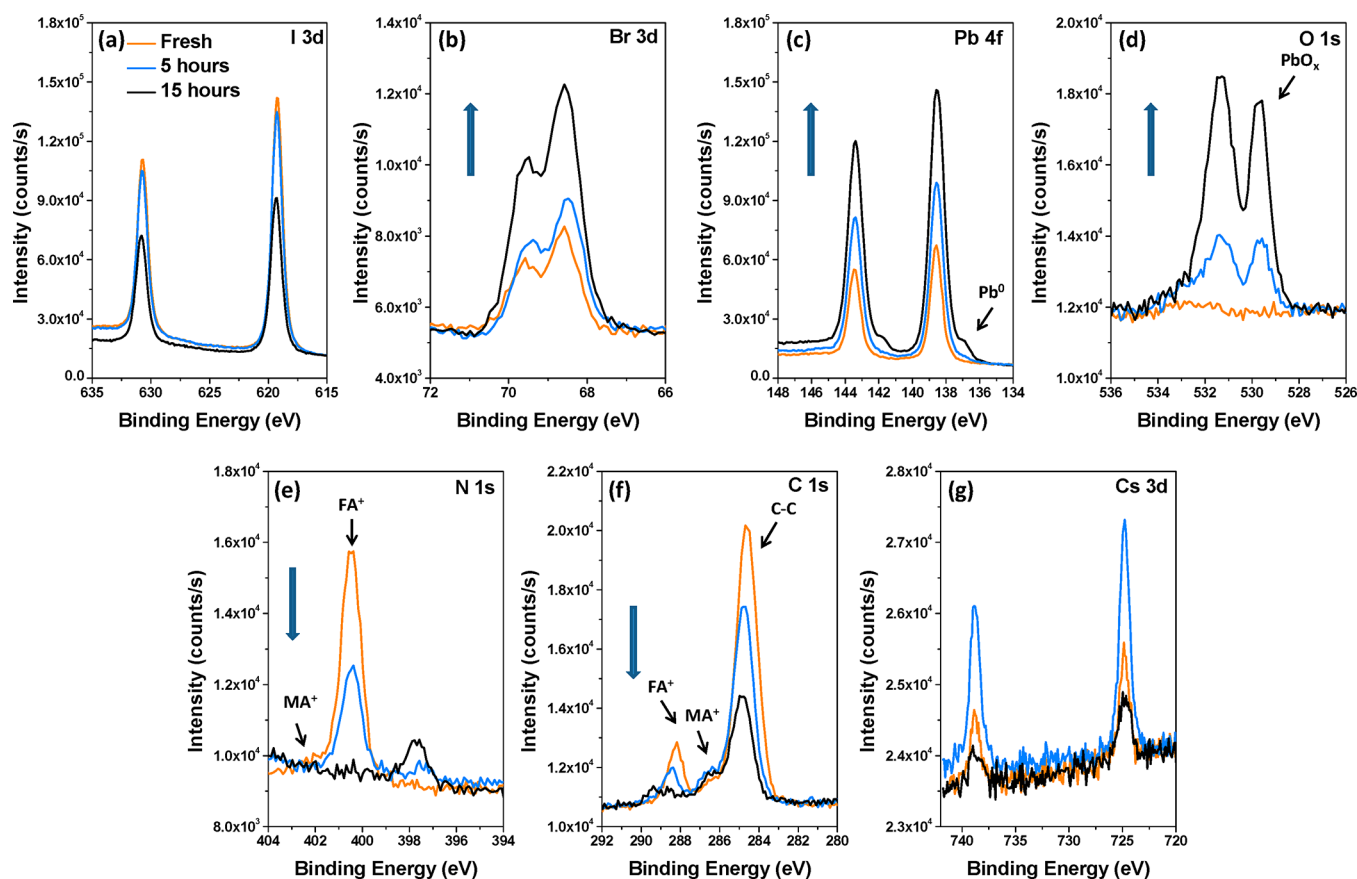 (a) I 3d
Fresh
5 hours
15 hours
1.8x10⁵
1.5x10⁵
1.2x10⁵
9.0x10⁴
6.0x10⁴
3.0x10⁴
0.0
635 630 625 620 615
Intensity (counts/s)
Binding Energy (eV)
(b) Br 3d
1.4x10⁴
1.2x10⁴
1.0x10⁴
8.0x10³
6.0x10³
4.0x10³
72 70 68 66
Intensity (counts/s)
Binding Energy (eV)
(c) Pb 4f
Pb⁰
1.8x10⁵
1.5x10⁵
1.2x10⁵
9.0x10⁴
6.0x10⁴
3.0x10⁴
0.0
148 146 144 142 140 138 136 134
Intensity (counts/s)
Binding Energy (eV)
(d) O 1s
PbOₓ
2.0x10⁴
1.8x10⁴
1.6x10⁴
1.4x10⁴
1.2x10⁴
1.0x10⁴
536 534 532 530 528 526
Intensity (counts/s)
Binding Energy (eV)
(e) N 1s
FA⁺
MA⁺
1.8x10⁴
1.6x10⁴
1.4x10⁴
1.2x10⁴
1.0x10⁴
8.0x10³
404 402 400 398 396 394
Intensity (counts/s)
Binding Energy (eV)
(f) C 1s
C-C
FA⁺
MA⁺
2.2x10⁴
2.0x10⁴
1.8x10⁴
1.6x10⁴
1.4x10⁴
1.2x10⁴
1.0x10⁴
292 290 288 286 284 282 280
Intensity (counts/s)
Binding Energy (eV)
(g) Cs 3d
2.8x10⁴
2.7x10⁴
2.6x10⁴
2.5x10⁴
2.4x10⁴
2.3x10⁴
740 735 730 725 720
Intensity (counts/s)
Binding Energy (eV)